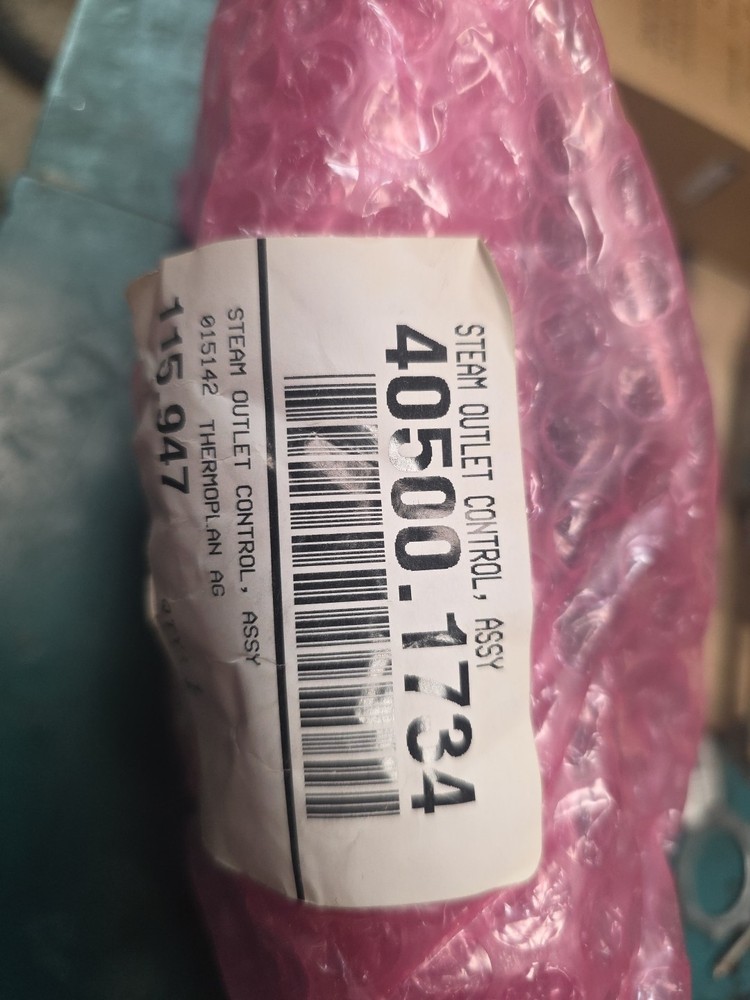 STEAM OUTLET CONTROL, ASSY
40500.1734
STEAM OUTLET CONTROL, ASSY
015142 THERMOPLAN AG
115.947